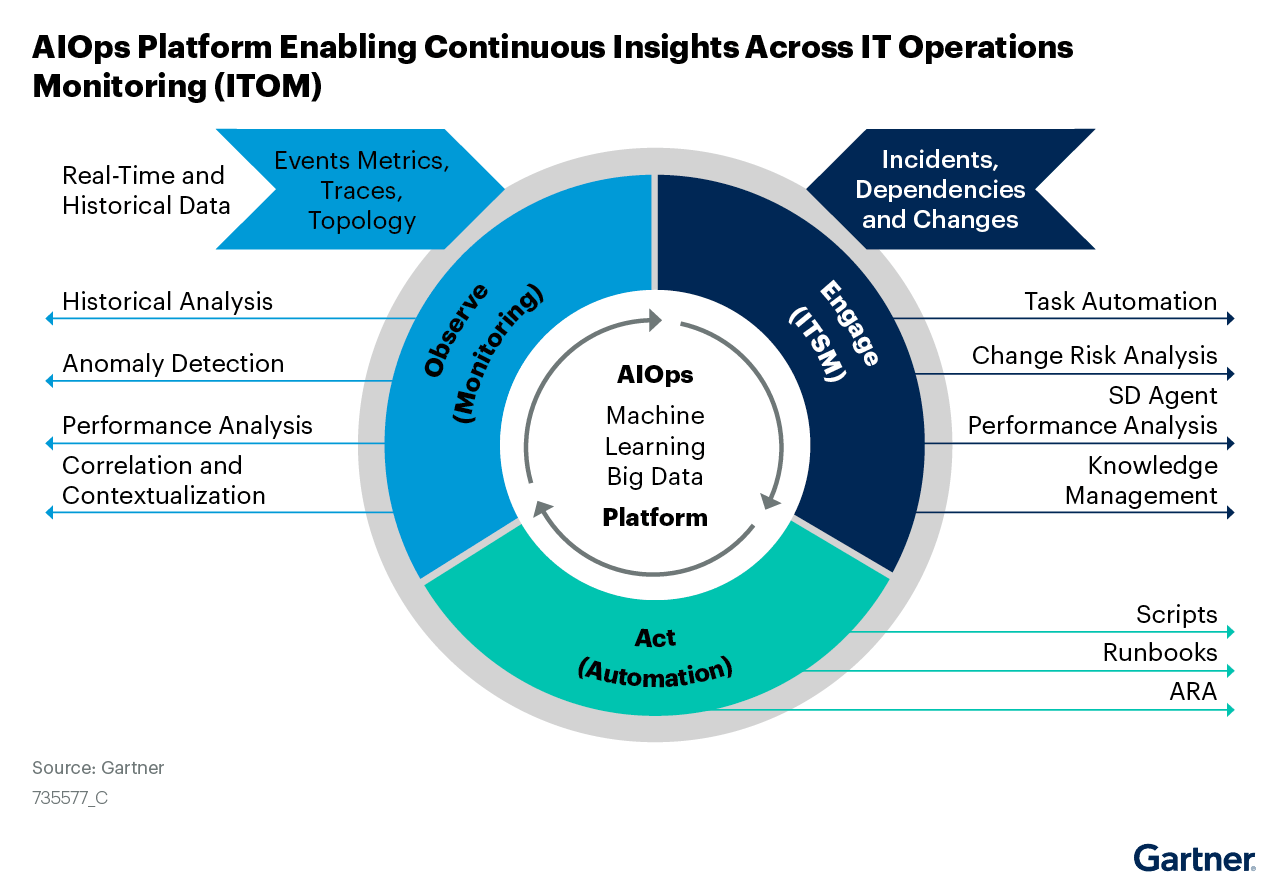 AIOps Platform Enabling Continuous Insights Across IT Operations
Monitoring (ITOM)
Real-Time and
Historical Data
Events Metrics,
Traces,
Topology
Incidents,
Dependencies
and Changes
Historical Analysis
Anomaly Detection
Performance Analysis
Correlation and
Contextualization
Observe
(Monitoring)
Engage
(ITSM)
AIOps
Machine
Learning
Big Data
Platform
Act
(Automation)
Task Automation
Change Risk Analysis
SD Agent
Performance Analysis
Knowledge
Management
Scripts
Runbooks
ARA
Source: Gartner
735577_C
Gartner®